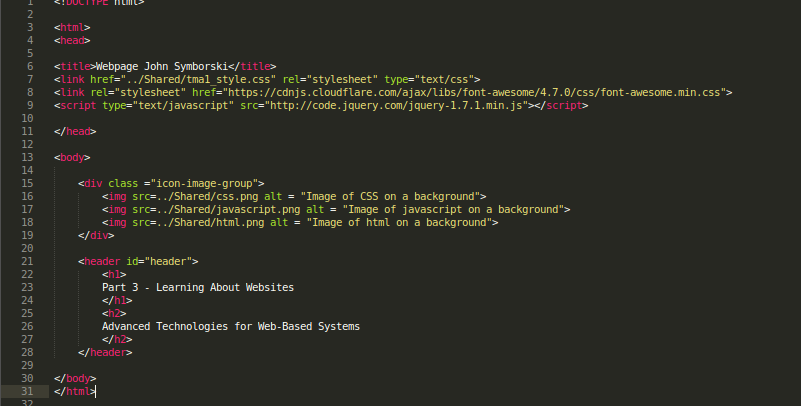 1 <!DOCTYPE html>
2
3 <html>
4 <head>
5
6 <title>Webpage John Symborski</title>
7 <link href="../Shared/tma1_style.css" rel="stylesheet" type="text/css">
8 <link rel="stylesheet" href="https://cdnjs.cloudflare.com/ajax/libs/font-awesome/4.7.0/css/font-awesome.min.css">
9 <script type="text/javascript" src="http://code.jquery.com/jquery-1.7.1.min.js"></script>
10
11 </head>
12
13 <body>
14
15 <div class ="icon-image-group">
16 <img src=../Shared/css.png alt = "Image of CSS on a background">
17 <img src=../Shared/javascript.png alt = "Image of javascript on a background">
18 <img src=../Shared/html.png alt = "Image of html on a background">
19 </div>
20
21 <header id="header">
22 <h1>
23 Part 3 - Learning About Websites
24 </h1>
25 <h2>
26 Advanced Technologies for Web-Based Systems
27 </h2>
28 </header>
29
30 </body>
31 </html>
32